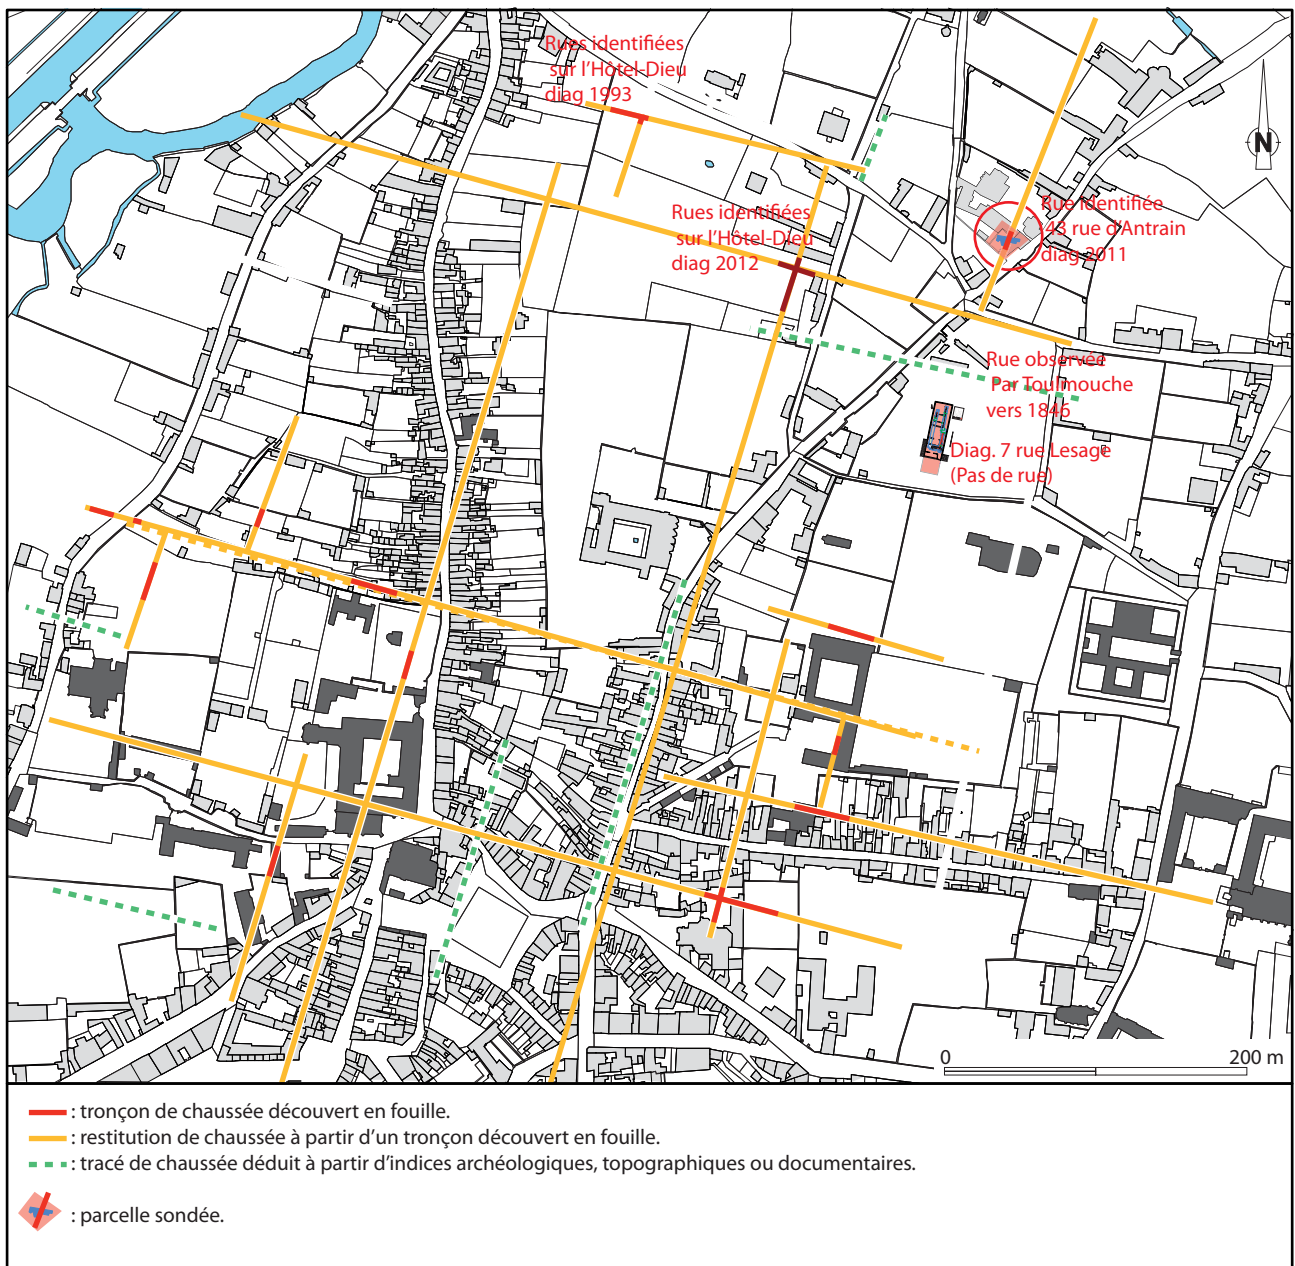 Rues identifiées
sur l'Hôtel-Dieu
diag 1993
N
Rue identifiée
43 rue d'Antrain
diag 2011
Rues identifiées
sur l'Hôtel-Dieu
diag 2012
Rue observée
Par Toulmouche
vers 1846
Diag. 7 rue Lesage
(Pas de rue)
0 200 m
: tronçon de chaussée découvert en fouille.
: restitution de chaussée à partir d'un tronçon découvert en fouille.
: tracé de chaussée déduit à partir d'indices archéologiques, topographiques ou documentaires.
: parcelle sondée.